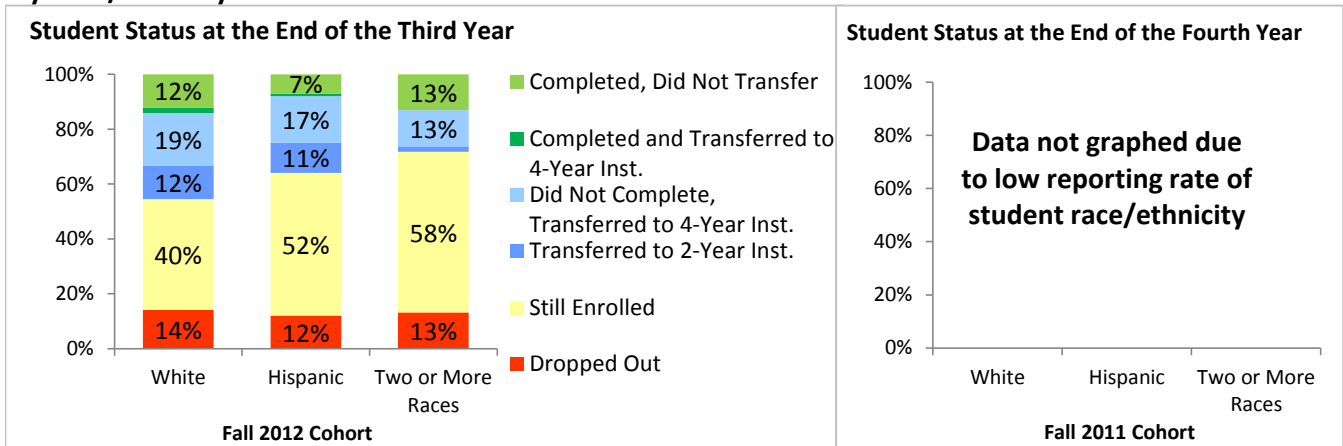 Student Status at the End of the Third Year
100%
80%
60%
40%
20%
0%
12%
19%
12%
40%
14%
7%
17%
11%
52%
12%
13%
13%
58%
13%
White
Hispanic
Two or More
Races
Fall 2012 Cohort
Completed, Did Not Transfer
Completed and Transferred to
4-Year Inst.
Did Not Complete,
Transferred to 4-Year Inst.
Transferred to 2-Year Inst.
Still Enrolled
Dropped Out
Student Status at the End of the Fourth Year
100%
80%
60%
40%
20%
0%
Data not graphed due
to low reporting rate of
student race/ethnicity
White
Hispanic
Two or More
Races
Fall 2011 Cohort